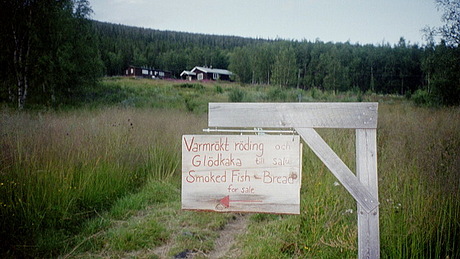 Varmrökt röding och
Glödkaka till salu
Smoked Fish - Bread
for sale